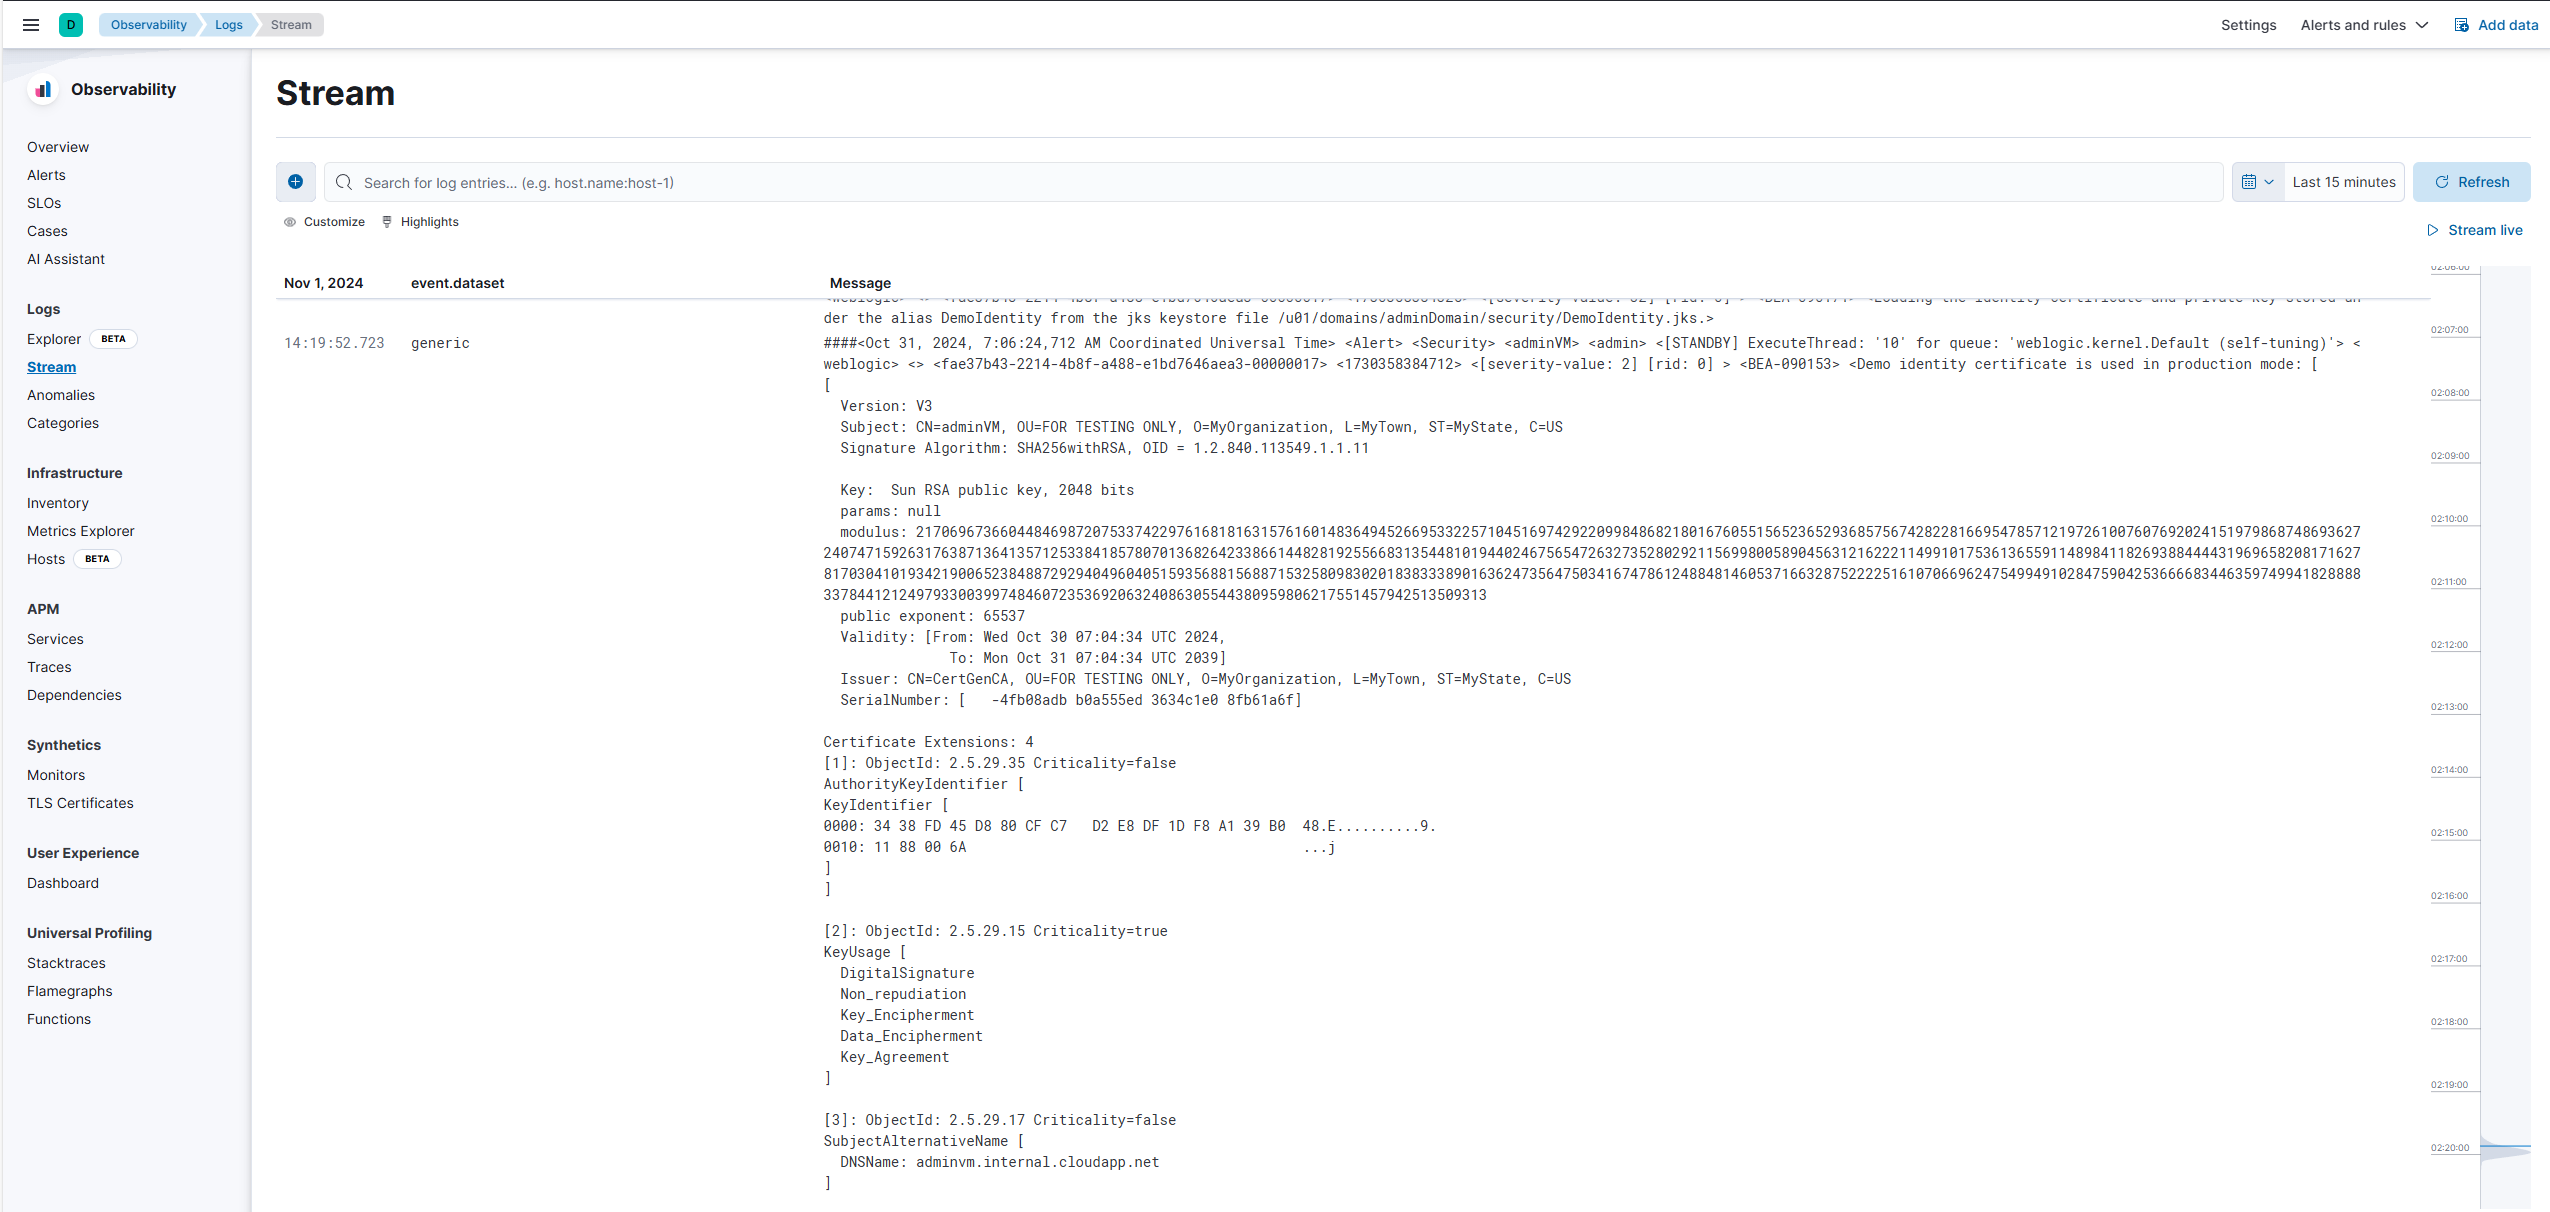 D Observability Logs Stream Settings Alerts and rules Add data
Observability
Overview
Alerts
SLOs
Cases
AI Assistant
Logs
Explorer BETA
Stream
Anomalies
Categories
Infrastructure
Inventory
Metrics Explorer
Hosts BETA
APM
Services
Traces
Dependencies
Synthetics
Monitors
TLS Certificates
User Experience
Dashboard
Universal Profiling
Stacktraces
Flamegraphs
Functions
Stream
Search for log entries... (e.g. host.name:host-1) Last 15 minutes Refresh
Customize Highlights
Stream live
Nov 1, 2024 event.dataset Message
der the alias DemoIdentity from the jks keystore file /u01/domains/adminDomain/security/DemoIdentity.jks.>
14:19:52.723 generic ####<Oct 31, 2024, 7:06:24,712 AM Coordinated Universal Time> <Alert> <Security> <adminVM> <admin> <[STANDBY] ExecuteThread: '10' for queue: 'weblogic.kernel.Default (self-tuning)'> <
weblogic> <> <fae37b43-2214-4b8f-a488-e1bd7646aea3-00000017> <1730358384712> <[severity-value: 2] [rid: 0] > <BEA-090153> <Demo identity certificate is used in production mode: [
[
Version: V3
Subject: CN=adminVM, OU=FOR TESTING ONLY, O=MyOrganization, L=MyTown, ST=MyState, C=US
Signature Algorithm: SHA256withRSA, OID = 1.2.840.113549.1.1.11
Key: Sun RSA public key, 2048 bits
params: null
modulus:
public exponent: 65537
Validity: [From: Wed Oct 30 07:04:34 UTC 2024,
To: Mon Oct 31 07:04:34 UTC 2039]
Issuer: CN=CertGenCA, OU=FOR TESTING ONLY, O=MyOrganization, L=MyTown, ST=MyState, C=US
SerialNumber: [ -4fb08adb b0a555ed 3634c1e0 8fb61a6f]
Certificate Extensions: 4
[1]: ObjectId: 2.5.29.35 Criticality=false
AuthorityKeyIdentifier [
KeyIdentifier [
0000: 34 38 FD 45 D8 80 CF C7 D2 E8 DF 1D F8 A1 39 B0 48.E..........9.
0010: 11 88 00 6A ...j
]
]
[2]: ObjectId: 2.5.29.15 Criticality=true
KeyUsage [
DigitalSignature
Non_repudiation
Key_Encipherment
Data_Encipherment
Key_Agreement
]
[3]: ObjectId: 2.5.29.17 Criticality=false
SubjectAlternativeName [
DNSName: adminvm.internal.cloudapp.net
]
02:06:00
02:07:00
02:08:00
02:09:00
02:10:00
02:11:00
02:12:00
02:13:00
02:14:00
02:15:00
02:16:00
02:17:00
02:18:00
02:19:00
02:20:00